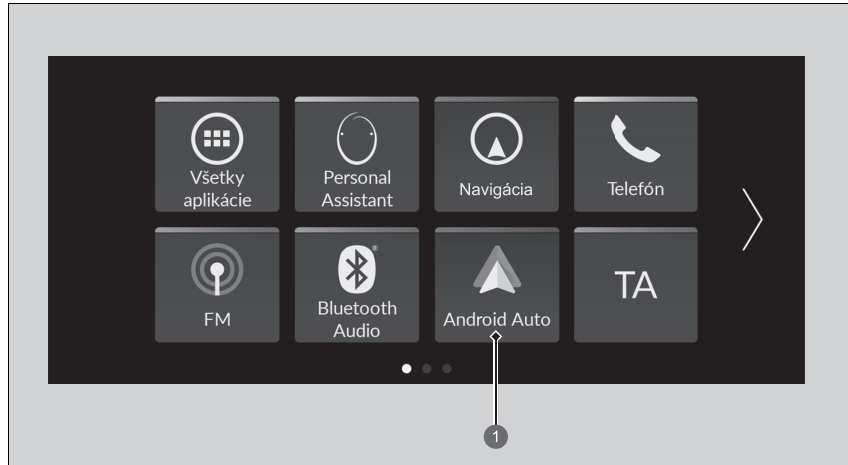 Všetky
aplikácie
Personal
Assistant
Navigácia
Telefón
FM
Bluetooth®
Audio
Android Auto
TA
1